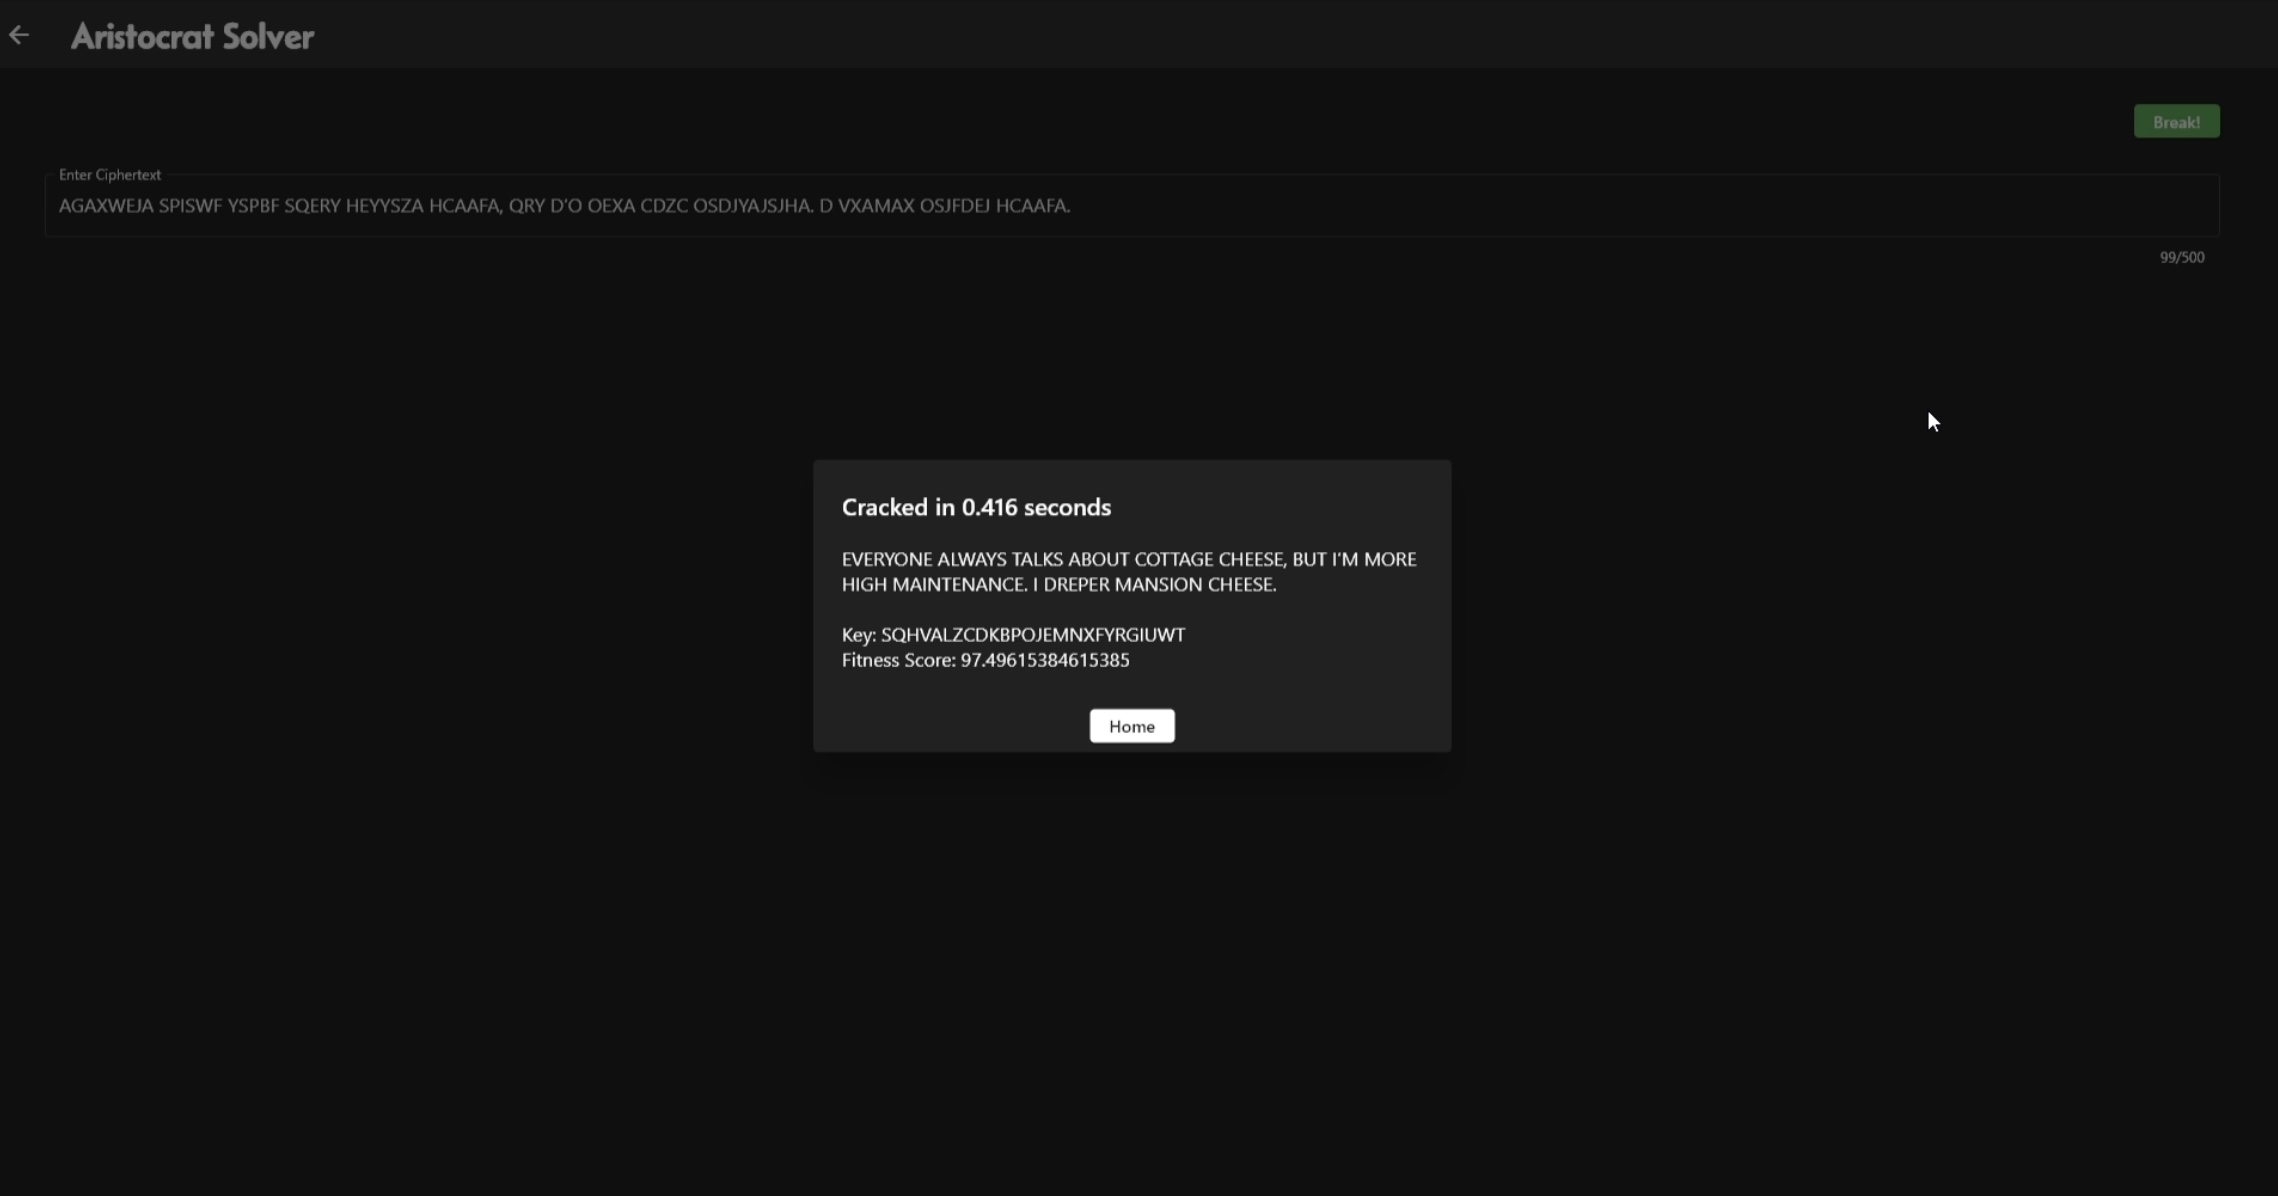 Aristocrat Solver
Break!
Enter Ciphertext
AGAXWEJA SPISWF YSPBF SQERY HEYYSZA HCAAFA, QRY D'O OEXA CDZC OSDJYAJSJHA. D VXAMAX OSJFDEJ HCAAFA.
99/500
Cracked in 0.416 seconds
EVERYONE ALWAYS TALKS ABOUT COTTAGE CHEESE, BUT I'M MORE
HIGH MAINTENANCE. I DREPER MANSION CHEESE.
Key: SQHVALZCDKBPOJEMNXFYRGIUWT
Fitness Score: 97.49615384615385
Home